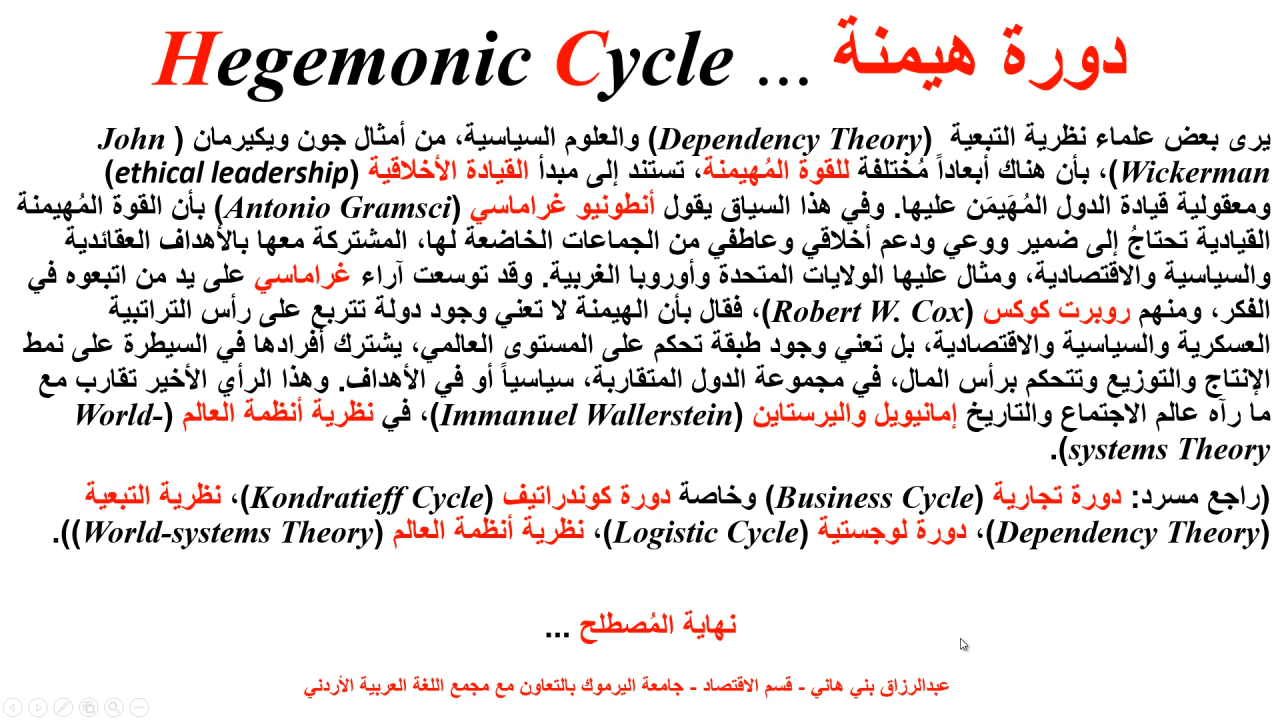 دورة هيمنة ... Hegemonic Cycle
يرى بعض علماء نظرية التبعية (Dependency Theory) والعلوم السياسية، من أمثال جون ويكيرمان ( John
Wickerman)، بأن هناك أبعاداً مُختلفة للقوة المُهيمنة، تستند إلى مبدأ القيادة الأخلاقية (ethical leadership)
ومعقولية قيادة الدول المُهَيمَن عليها. وفي هذا السياق يقول أنطونيو غراماسي (Antonio Gramsci) بأن القوة المُهيمنة
القيادية تحتاجُ إلى ضمير ووعي ودعم أخلاقي وعاطفي من الجماعات الخاضعة لها، المشتركة معها بالأهداف العقائدية
والسياسية والاقتصادية، ومثال عليها الولايات المتحدة وأوروبا الغربية. وقد توسعت آراء غراماسي على يد من اتبعوه في
الفكر، ومنهم روبرت كوكس (Robert W. Cox)، فقال بأن الهيمنة لا تعني وجود دولة تتربع على رأس التراتبية
العسكرية والسياسية والاقتصادية، بل تعني وجود طبقة تحكم على المستوى العالمي، يشترك أفرادها في السيطرة على نمط
الإنتاج والتوزيع وتتحكم برأس المال، في مجموعة الدول المتقاربة، سياسياً أو في الأهداف. وهذا الرأي الأخير تقارب مع
ما رآه عالم الاجتماع والتاريخ إمانيويل واليرستاين (Immanuel Wallerstein)، في نظرية أنظمة العالم (World-
systems Theory).
(راجع مسرد: دورة تجارية (Business Cycle) وخاصة دورة كوندراتيف (Kondratieff Cycle)، نظرية التبعية
(Dependency Theory)، دورة لوجستية (Logistic Cycle)، نظرية أنظمة العالم (World-systems Theory)).
نهاية المُصطلح ...
عبدالرزاق بني هاني - قسم الاقتصاد - جامعة اليرموك بالتعاون مع مجمع اللغة العربية الأردني